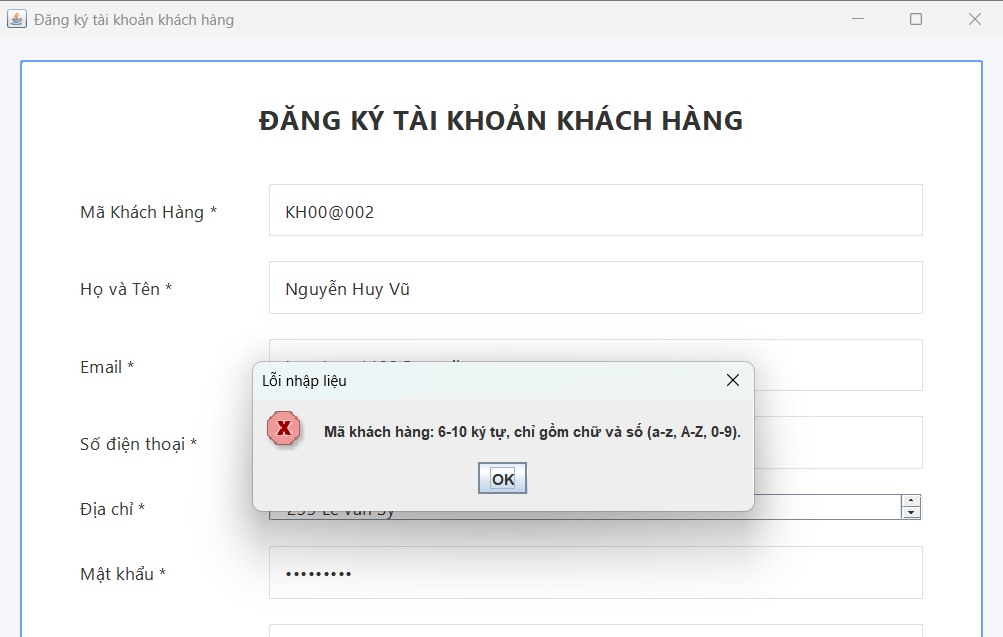 Đăng ký tài khoản khách hàng
ĐĂNG KÝ TÀI KHOẢN KHÁCH HÀNG
Mã Khách Hàng * KH00@002
Họ và Tên * Nguyễn Huy Vũ
Email *
Lỗi nhập liệu
Mã khách hàng: 6-10 ký tự, chỉ gồm chữ và số (a-z, A-Z, 0-9).
OK
Số điện thoại *
Địa chỉ *
Mật khẩu * •••••••••